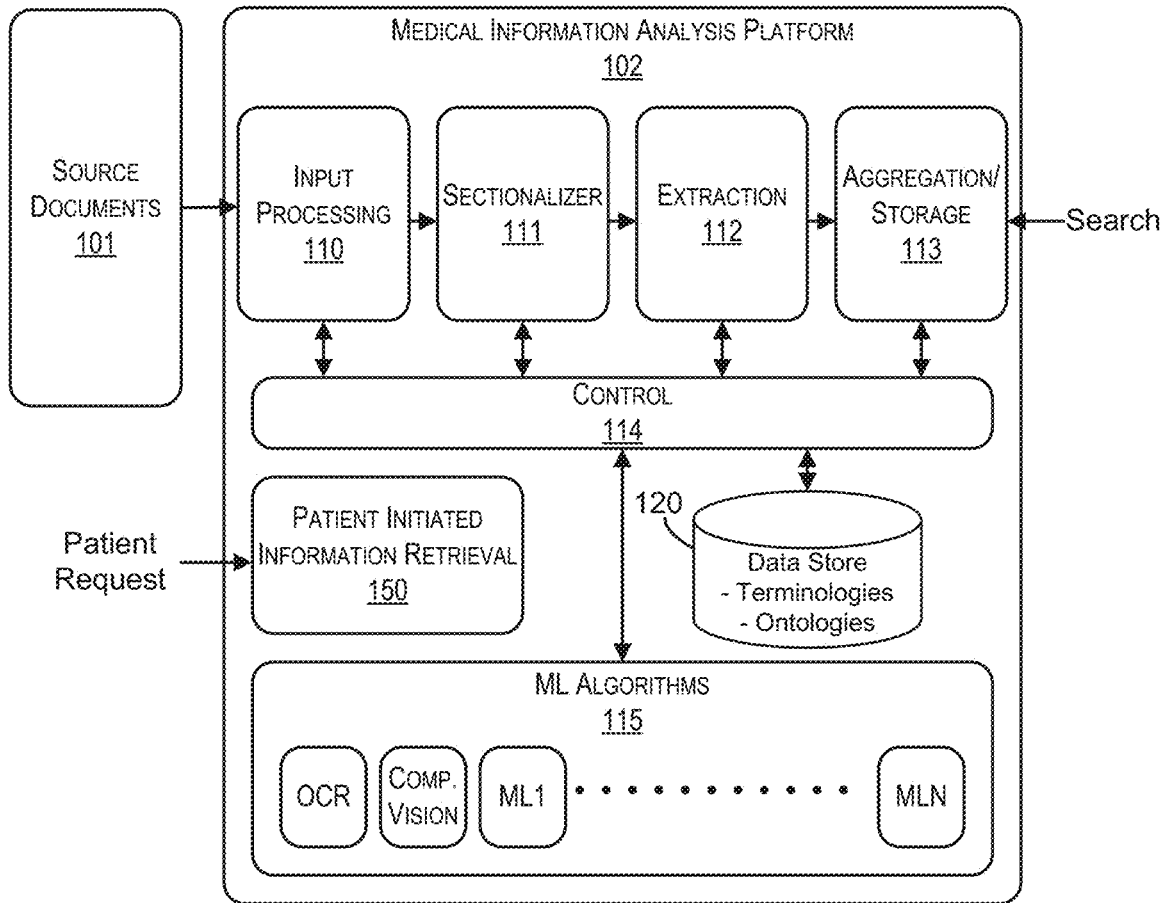 MEDICAL INFORMATION ANALYSIS PLATFORM
102
SOURCE
DOCUMENTS
101
INPUT
PROCESSING
110
SECTIONALIZER
111
EXTRACTION
112
AGGREGATION/
STORAGE
113
Search
CONTROL
114
Patient
Request
PATIENT INITIATED
INFORMATION RETRIEVAL
150
120
Data Store
- Terminologies
- Ontologies
ML ALGORITHMS
115
OCR
COMP.
VISION
ML1
MLN